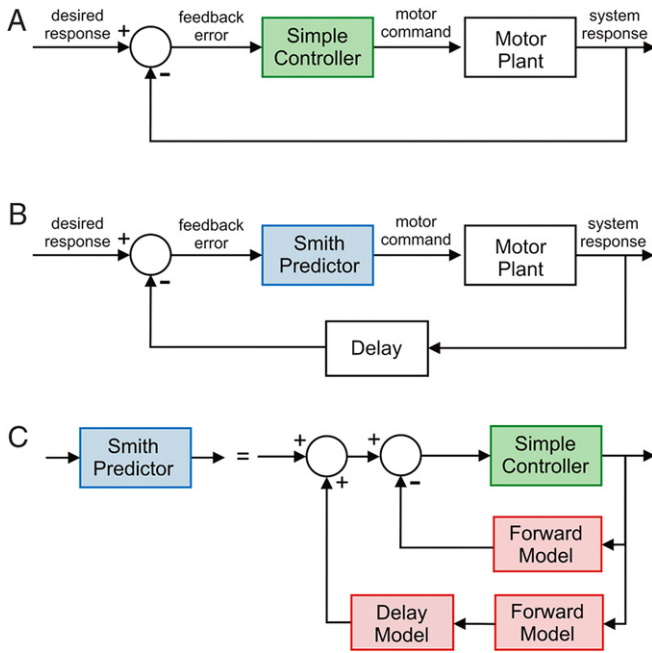 A
desired
response
+
-
feedback
error
Simple
Controller
motor
command
Motor
Plant
system
response
B
desired
response
+
-
feedback
error
Smith
Predictor
motor
command
Motor
Plant
system
response
Delay
C
Smith
Predictor
=
+
+
+
-
Simple
Controller
Forward
Model
Delay
Model
Forward
Model